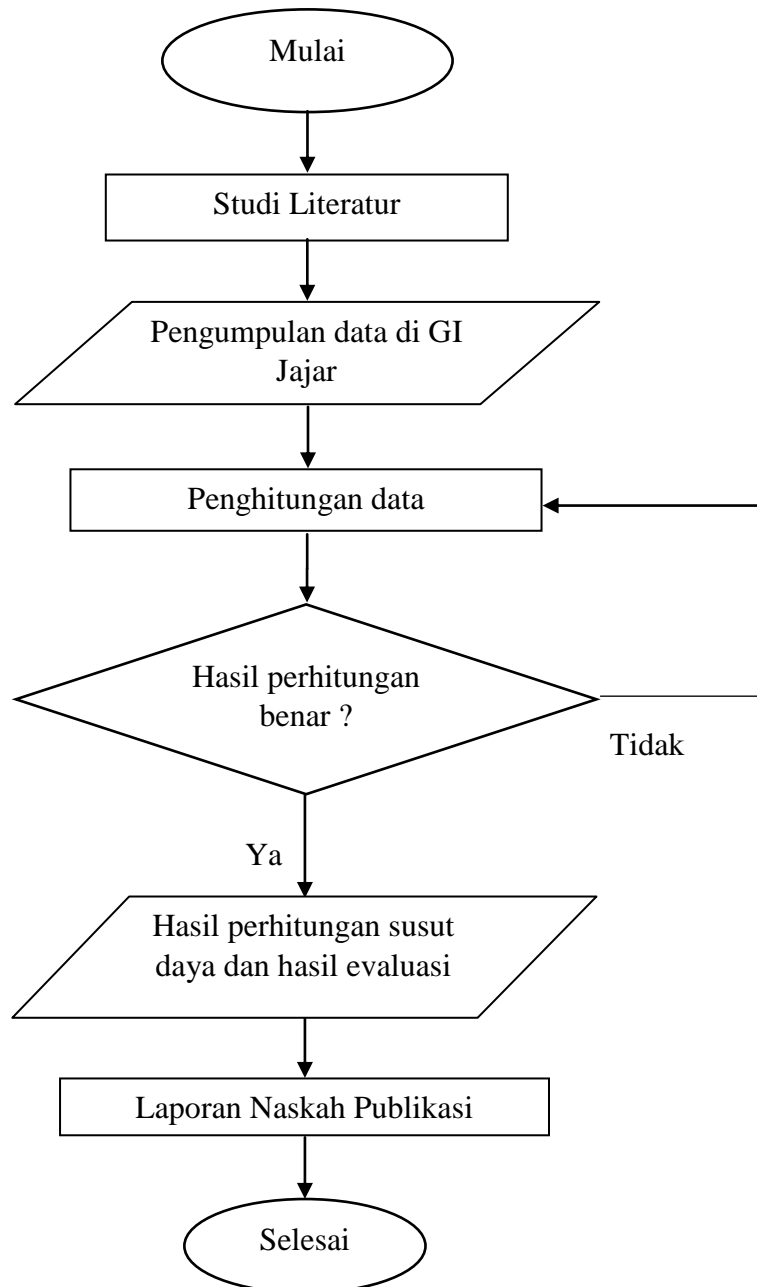 Mulai
Studi Literatur
Pengumpulan data di GI
Jajar
Penghitungan data
Hasil perhitungan
benar ?
Tidak
Ya
Hasil perhitungan susut
daya dan hasil evaluasi
Laporan Naskah Publikasi
Selesai